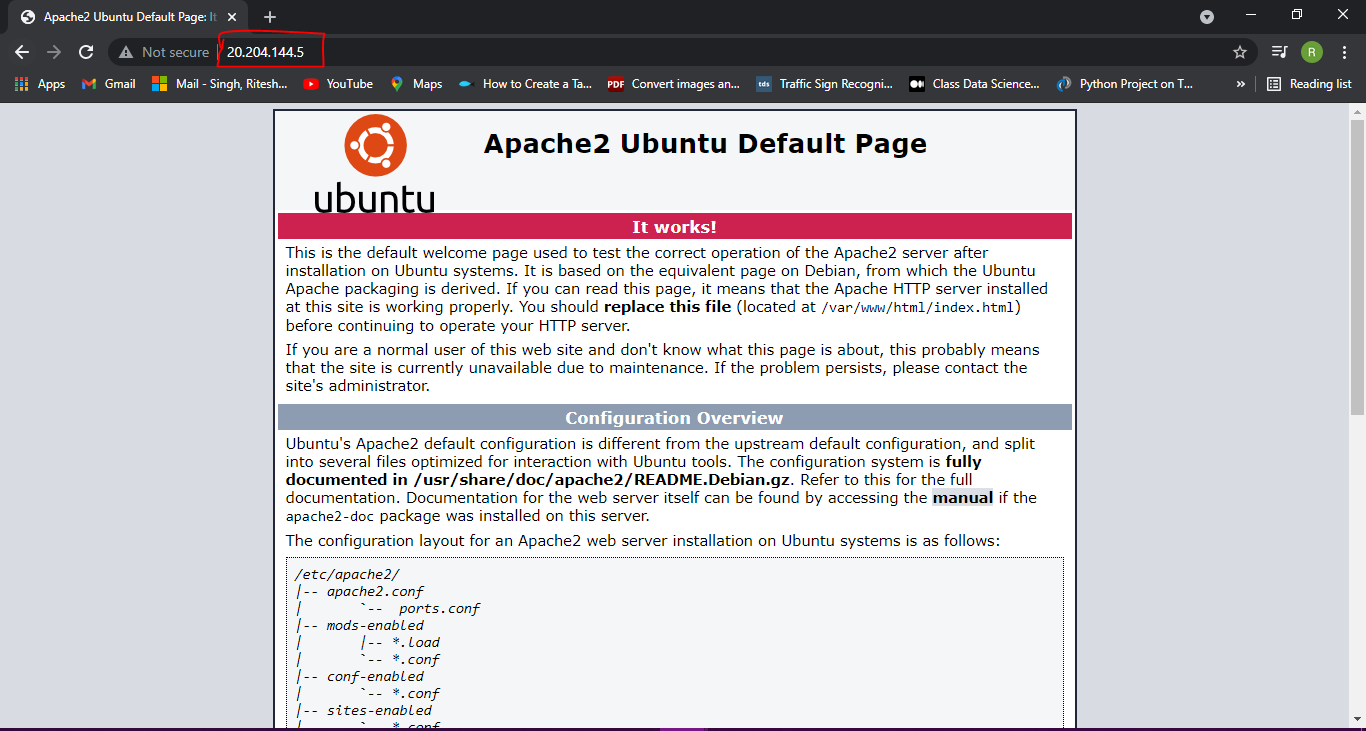 Apache2 Ubuntu Default Page: It
Not secure
20.204.144.5
R
Apps
Gmail
Mail - Singh, Ritesh...
YouTube
Maps
How to Create a Ta...
PDF
Convert images an...
tds
Traffic Sign Recogni...
Class Data Science...
Python Project on T...
»
Reading list
ubuntu
Apache2 Ubuntu Default Page
It works!
This is the default welcome page used to test the correct operation of the Apache2 server after
installation on Ubuntu systems. It is based on the equivalent page on Debian, from which the Ubuntu
Apache packaging is derived. If you can read this page, it means that the Apache HTTP server installed
at this site is working properly. You should replace this file (located at /var/www/html/index.html)
before continuing to operate your HTTP server.
If you are a normal user of this web site and don't know what this page is about, this probably means
that the site is currently unavailable due to maintenance. If the problem persists, please contact the
site's administrator.
Configuration Overview
Ubuntu's Apache2 default configuration is different from the upstream default configuration, and split
into several files optimized for interaction with Ubuntu tools. The configuration system is fully
documented in /usr/share/doc/apache2/README.Debian.gz. Refer to this for the full
documentation. Documentation for the web server itself can be found by accessing the manual if the
apache2-doc package was installed on this server.
The configuration layout for an Apache2 web server installation on Ubuntu systems is as follows:
/etc/apache2/
|-- apache2.conf
|       `--  ports.conf
|-- mods-enabled
|       |-- *.load
|       `-- *.conf
|-- conf-enabled
|       `-- *.conf
|-- sites-enabled
|       `-- *.conf